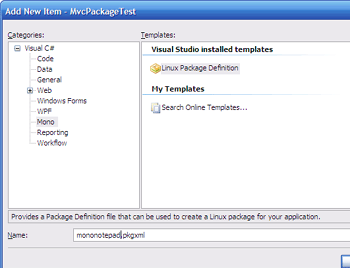 Add New Item - MvcPackageTest
Categories:
Templates:
Visual C#
Code
Data
General
Web
Windows Forms
WPF
Mono
Reporting
Workflow
Visual Studio installed templates
Linux Package Definition
My Templates
Search Online Templates...
Provides a Package Definition file that can be used to create a Linux package for your application.
Name:
mononotepad.pkgxml